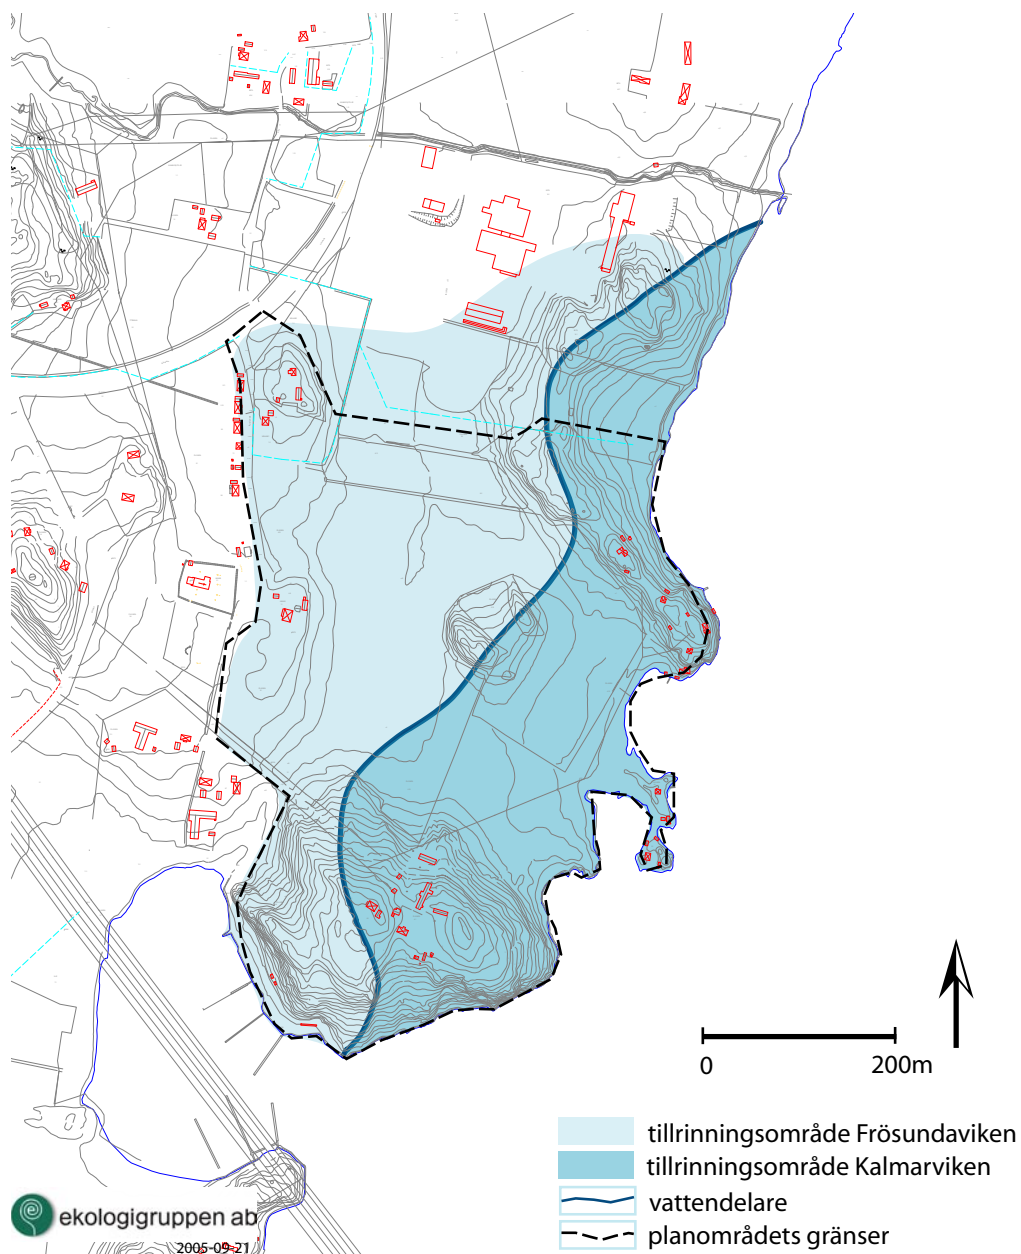 0
200m
tillrinningsområde Frösundaviken
tillrinningsområde Kalmarviken
vattendelare
planområdets gränser
ekologigruppen ab
2005-09-21